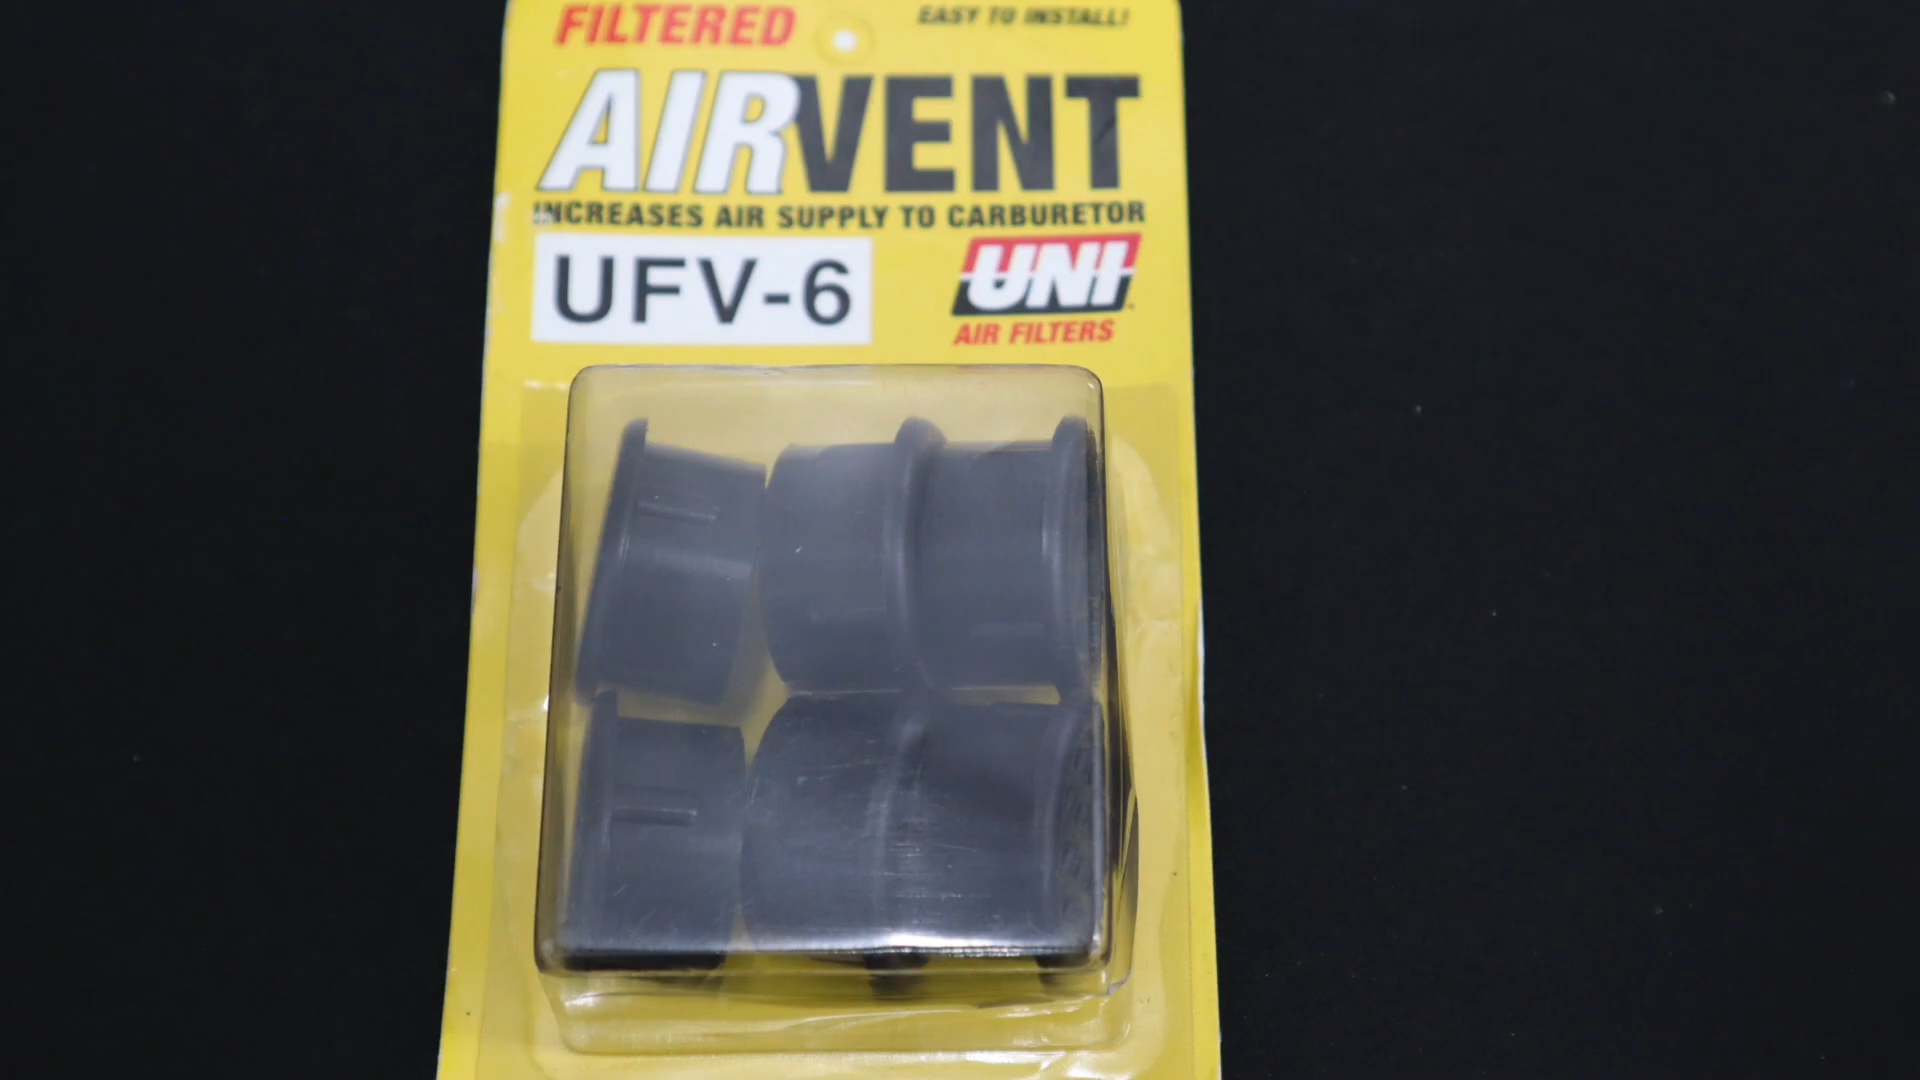 FILTERED
EASY TO INSTALL!
AIRVENT
INCREASES AIR SUPPLY TO CARBURETOR
UFV-6
UNI
AIR FILTERS